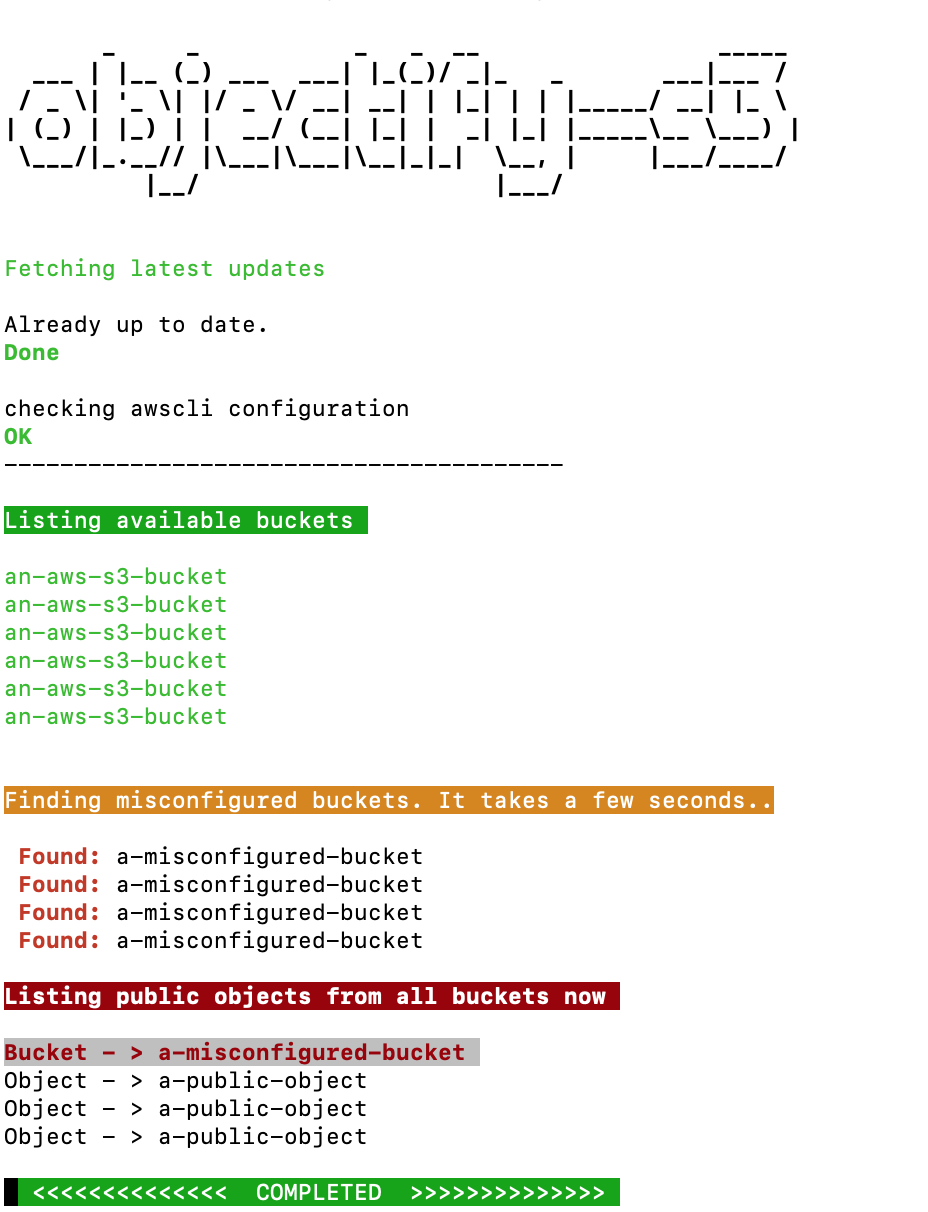 objectify-s3
Fetching latest updates
Already up to date.
Done
checking awscli configuration
OK
----------------------------------------
Listing available buckets
an-aws-s3-bucket
an-aws-s3-bucket
an-aws-s3-bucket
an-aws-s3-bucket
an-aws-s3-bucket
an-aws-s3-bucket
Finding misconfigured buckets. It takes a few seconds..
Found: a-misconfigured-bucket
Found: a-misconfigured-bucket
Found: a-misconfigured-bucket
Found: a-misconfigured-bucket
Listing public objects from all buckets now
Bucket - > a-misconfigured-bucket
Object - > a-public-object
Object - > a-public-object
Object - > a-public-object
<<<<<<<<<<<<<< COMPLETED >>>>>>>>>>>>>>